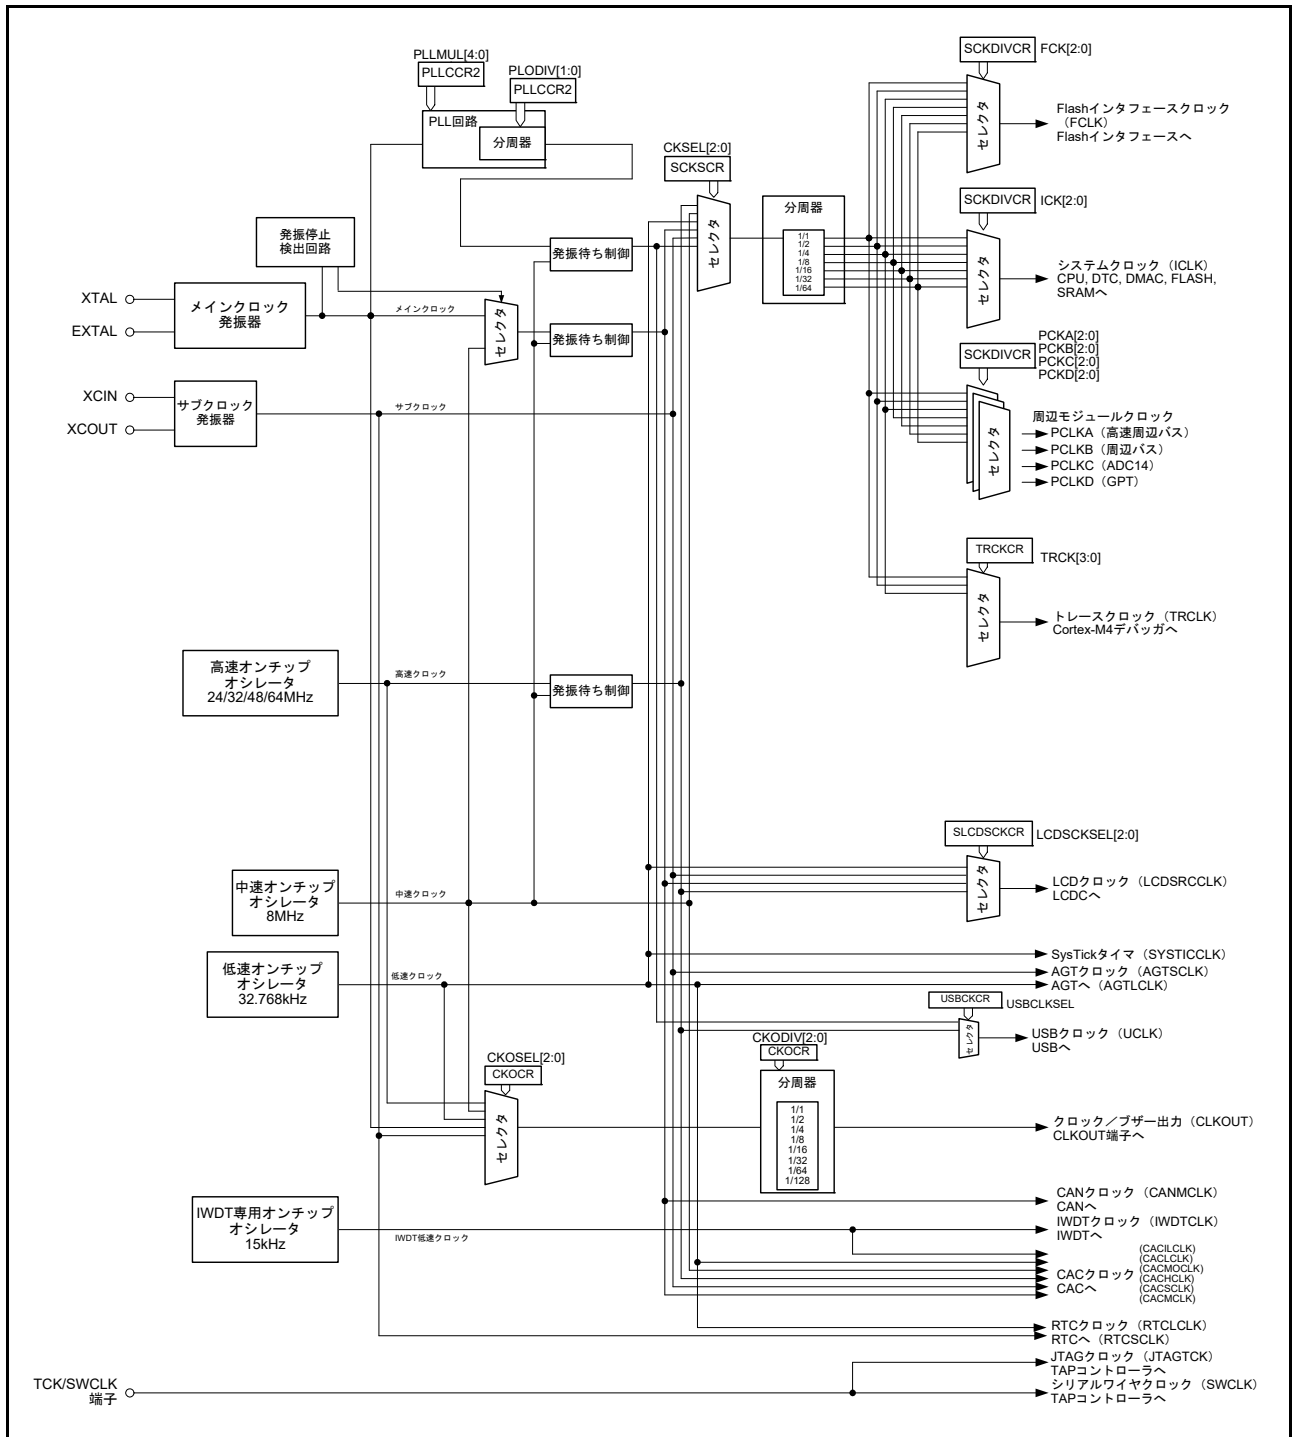 PLLMUL[4:0]
PLLCCR2
PLODIV[1:0]
PLLCCR2
PLL回路
分周器
CKSEL[2:0]
SCKSCR
セレクタ
分周器
1/1
1/2
1/4
1/8
1/16
1/32
1/64
SCKDIVCR
FCK[2:0]
セレクタ
Flashインタフェースクロック
（FCLK）
Flashインタフェースへ
SCKDIVCR
ICK[2:0]
セレクタ
システムクロック（ICLK）
CPU, DTC, DMAC, FLASH,
SRAMへ
発振停止
検出回路
発振待ち制御
XTAL
EXTAL
メインクロック
発振器
メインクロック
セレクタ
発振待ち制御
PCKA[2:0]
PCKB[2:0]
PCKC[2:0]
PCKD[2:0]
SCKDIVCR
セレクタ
周辺モジュールクロック
PCLKA（高速周辺バス）
PCLKB（周辺バス）
PCLKC（ADC14）
PCLKD（GPT）
XCIN
XCOUT
サブクロック
発振器
サブクロック
TRCKCR
TRCK[3:0]
セレクタ
トレースクロック（TRCLK）
Cortex-M4デバッガへ
高速オンチップ
オシレータ
24/32/48/64MHz
高速クロック
発振待ち制御
SLCDSCKCR
LCDSCKSEL[2:0]
セレクタ
LCDクロック（LCDSRCCLK）
LCDCへ
中速オンチップ
オシレータ
8MHz
中速クロック
低速オンチップ
オシレータ
32.768kHz
低速クロック
SysTickタイマ（SYSTICCLK）
AGTクロック（AGTSCLK）
AGTへ（AGTLCLK）
USBCKCR
USBCLKSEL
セレクタ
USBクロック（UCLK）
USBへ
CKOSEL[2:0]
CKOCR
セレクタ
CKODIV[2:0]
CKOCR
分周器
1/1
1/2
1/4
1/8
1/16
1/32
1/64
1/128
クロック／ブザー出力（CLKOUT）
CLKOUT端子へ
CANクロック（CANMCLK）
CANへ
IWDT専用オンチップ
オシレータ
15kHz
IWDT低速クロック
IWDTクロック（IWDTCLK）
IWDTへ
CACクロック
CACへ
(CACILCLK)
(CACLCLK)
(CACMOCLK)
(CACHCLK)
(CACSCLK)
(CACMCLK)
RTCクロック（RTCLCLK）
RTCへ（RTCSCLK）
TCK/SWCLK
端子
JTAGクロック（JTAGTCK）
TAPコントローラへ
シリアルワイヤクロック（SWCLK）
TAPコントローラへ